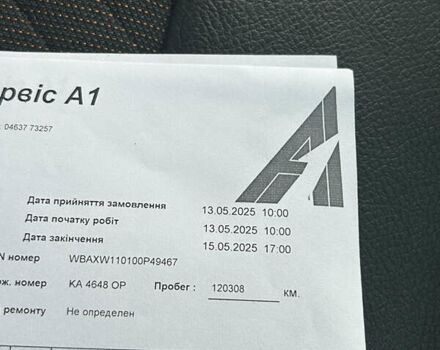 рвіс А1
: 04637 73257
Дата прийняття замовлення 13.05.2025 10:00
Дата початку робіт 13.05.2025 10:00
Дата закінчення 15.05.2025 17:00
N номер WBAXW110100P49467
ж. номер KA 4648 OP Пробег : 120308 км.
ремонту Не определен